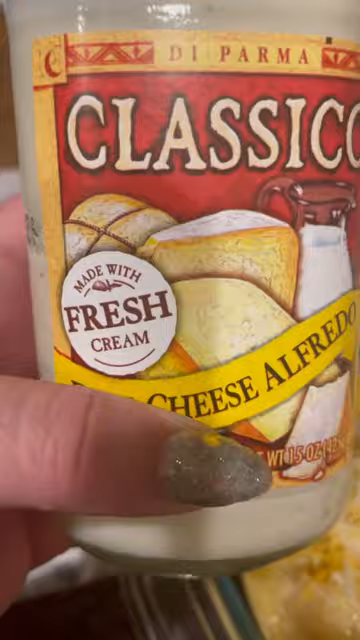 DI PARMA
CLASSICO
MADE WITH
FRESH
CREAM
CHEESE ALFREDO
WT 15 OZ